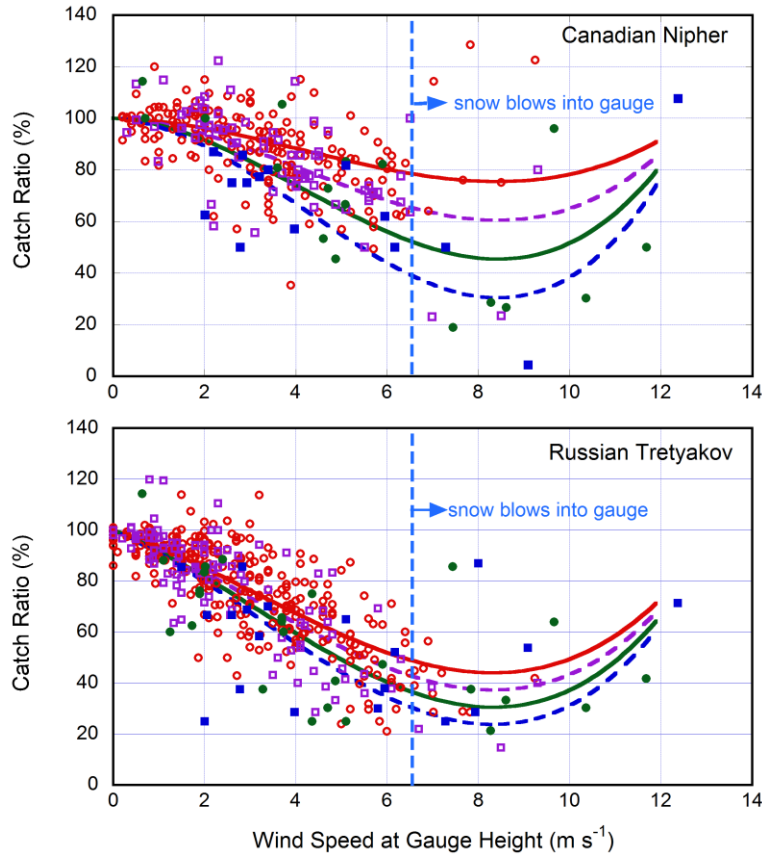 140
Canadian Nipher
120
snow blows into gauge
100
80
60
40
20
0
Catch Ratio (%)
0 2 4 6 8 10 12 14
140
Russian Tretyakov
120
snow blows into gauge
100
80
60
40
20
0
Catch Ratio (%)
0 2 4 6 8 10 12 14
Wind Speed at Gauge Height (m s⁻¹)